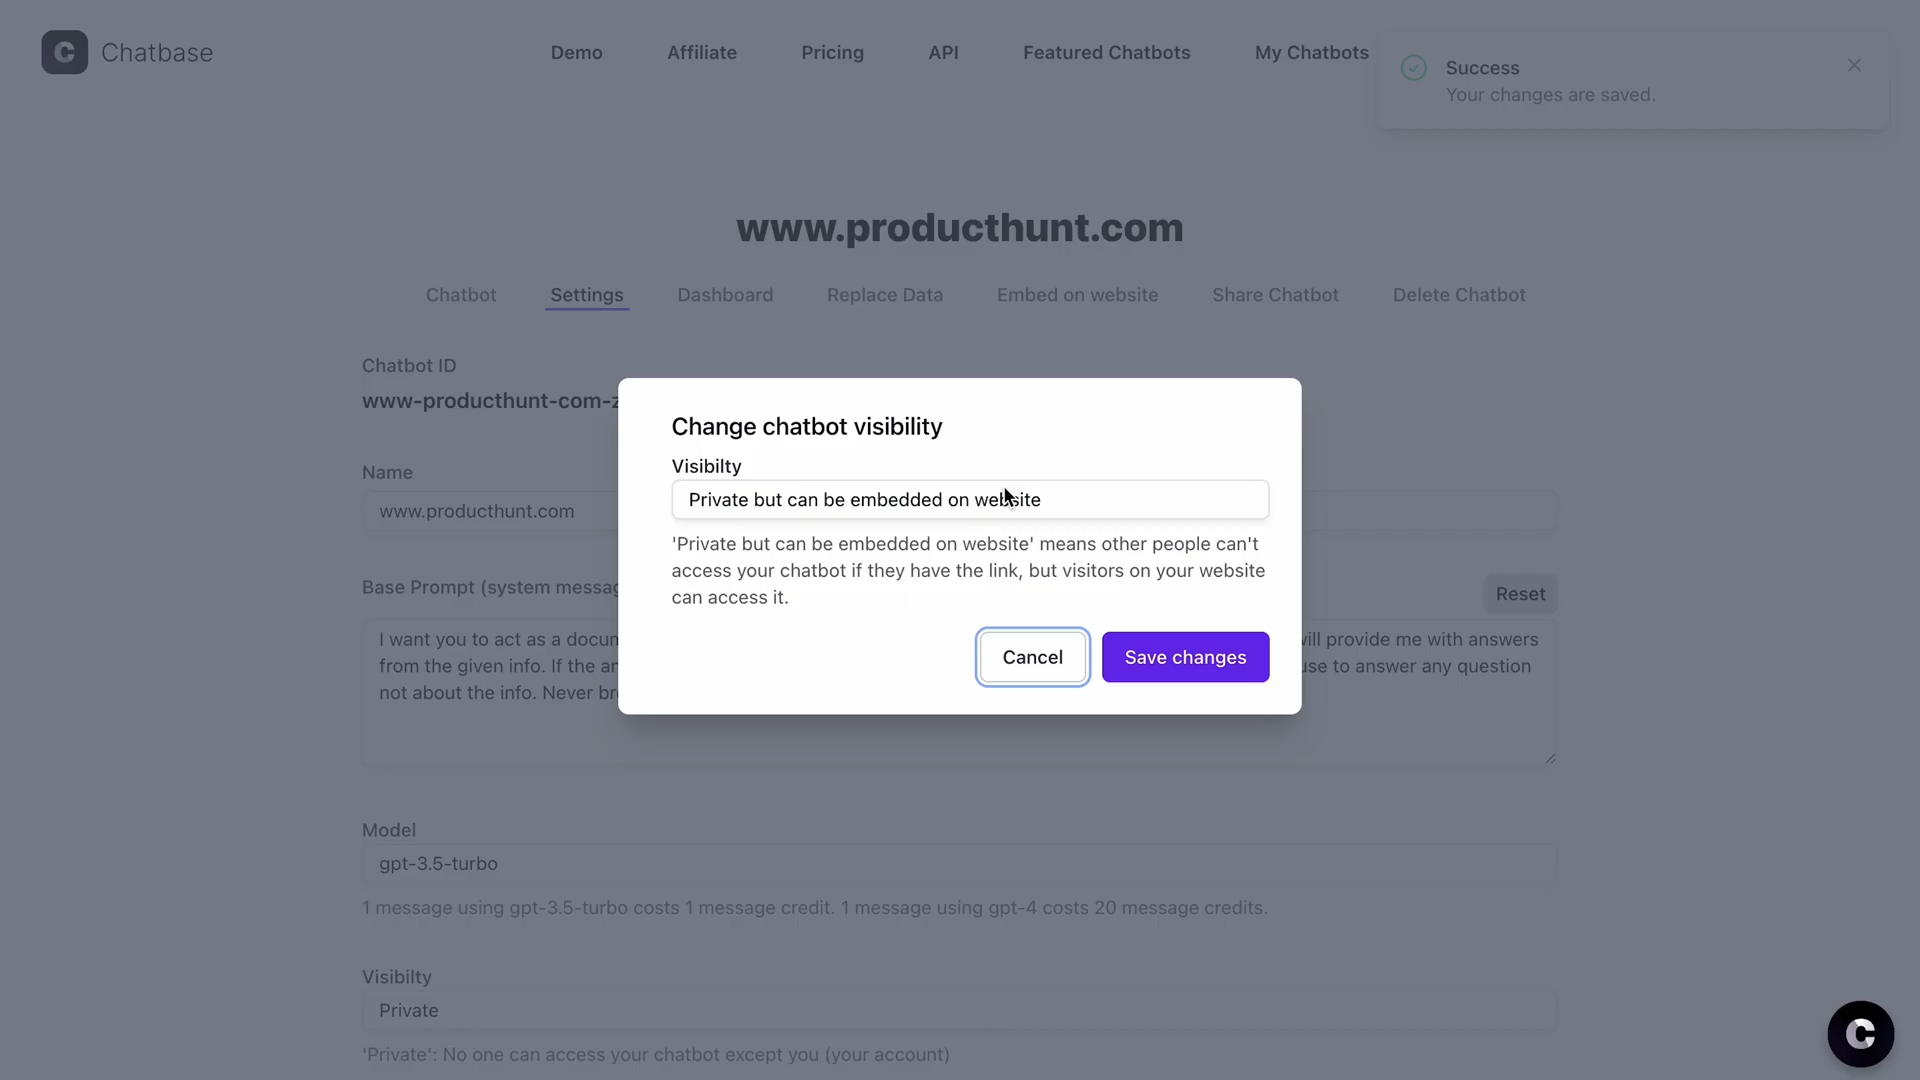 Chatbase
Demo
Affiliate
Pricing
API
Featured Chatbots
My Chatbots
Success
Your changes are saved.
www.producthunt.com
Chatbot
Settings
Dashboard
Replace Data
Embed on website
Share Chatbot
Delete Chatbot
Chatbot ID
www-producthunt-com-
Name
www.producthunt.com
Base Prompt (system
Reset
I want you to act as a
will provide me with answers
from the given info. If the
to answer any question
not about the info. Never
Change chatbot visibility
Visibilty
Private but can be embedded on website
'Private but can be embedded on website' means other people can't
access your chatbot if they have the link, but visitors on your website
can access it.
Cancel
Save changes
Model
gpt-3.5-turbo
1 message using gpt-3.5-turbo costs 1 message credit. 1 message using gpt-4 costs 20 message credits.
Visibilty
Private
'Private': No one can access your chatbot except you (your account)